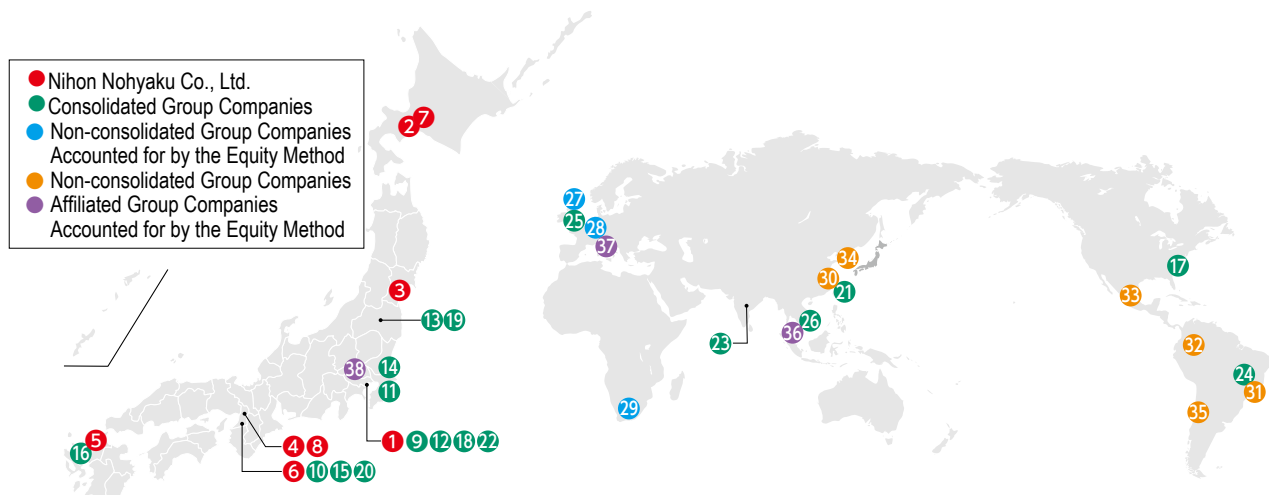 Nihon Nohyaku Co., Ltd.
Consolidated Group Companies
Non-consolidated Group Companies
Accounted for by the Equity Method
Non-consolidated Group Companies
Affiliated Group Companies
Accounted for by the Equity Method
2 7
3
13 19
38 14
11
1 9 12 18 22
4 8
6 10 15 20
5
16
27
25
28
37
34
30
21
26
36
23
29
17
33
32
24
31
35